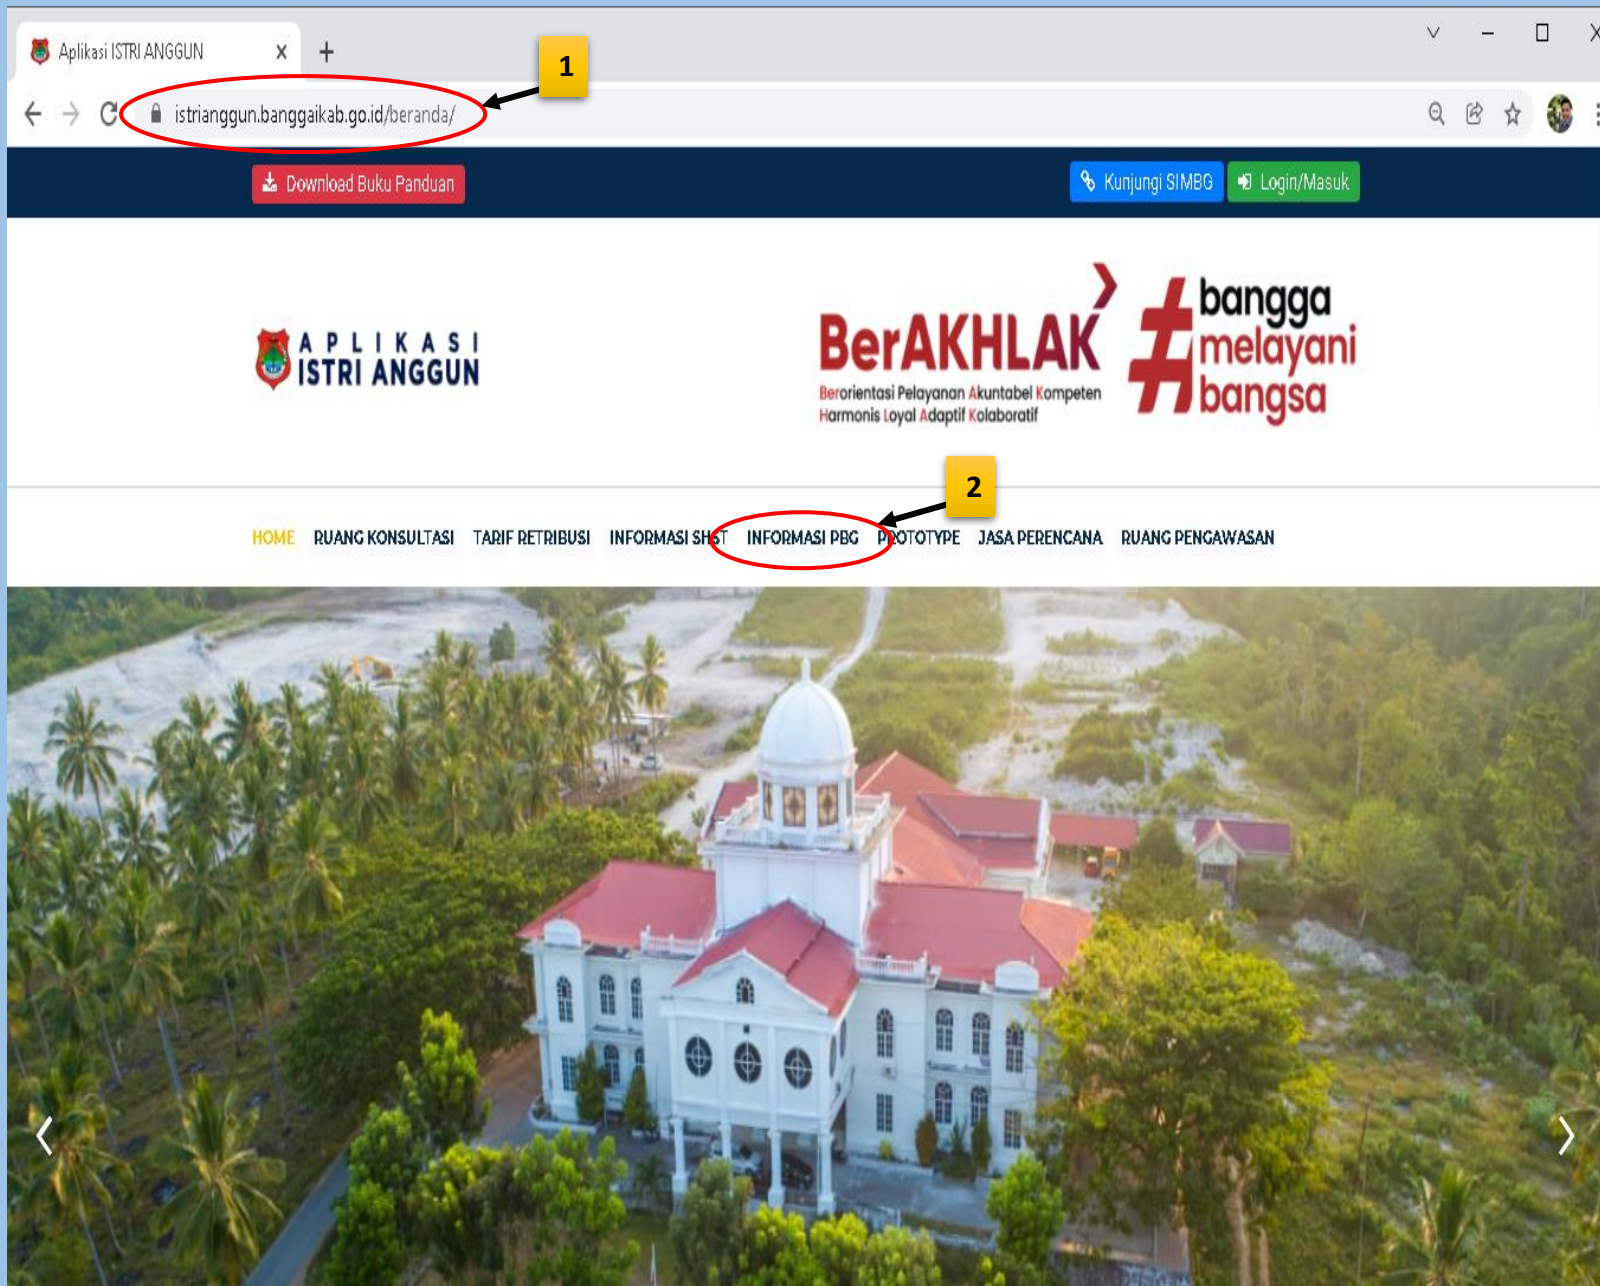 Aplikasi ISTRI ANGGUN
1
istrianggun.banggaikab.go.id/beranda/
Download Buku Panduan
Kunjungi SIMBG
Login/Masuk
APLIKASI
ISTRI ANGGUN
BerAKHLAK
Berorientasi Pelayanan Akuntabel Kompeten
Harmonis Loyal Adaptif Kolaboratif
#bangga
melayani
bangsa
2
HOME RUANG KONSULTASI TARIF RETRIBUSI INFORMASI SHST INFORMASI PBG PROTOTYPE JASA PERENCANA RUANG PENGAWASAN